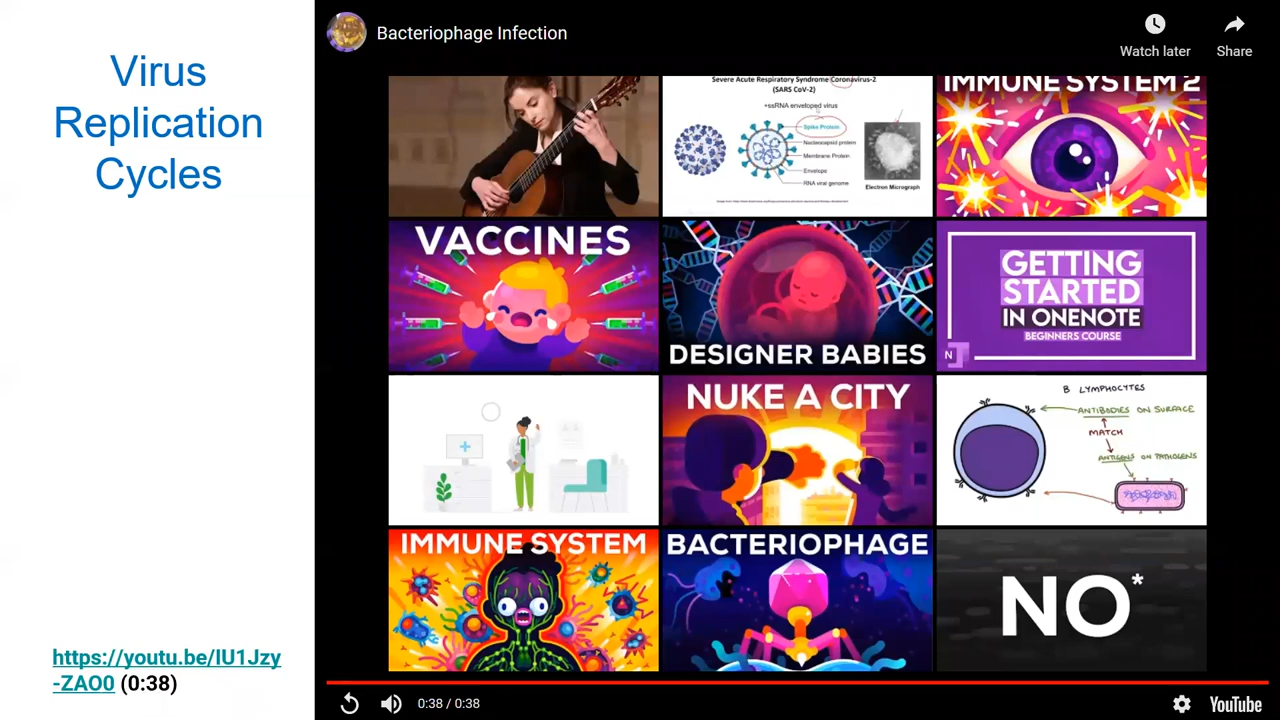 Virus
Replication
Cycles
https://youtu.be/IU1Jzy
-ZAO0 (0:38)
Bacteriophage Infection
Watch later
Share
Severe Acute Respiratory Syndrome Coronavirus-2
(SARS CoV-2)
+ssRNA enveloped virus
Spike Protein
Nucleocapsid protein
Membrane Protein
Envelope
RNA viral genome
Electron Micrograph
IMMUNE SYSTEM 2
VACCINES
DESIGNER BABIES
GETTING
STARTED
IN ONENOTE
BEGINNERS COURSE
N
NUKE A CITY
B LYMPHOCYTES
ANTIBODIES ON SURFACE
MATCH
ANTIGENS ON PATHOGENS
IMMUNE SYSTEM
BACTERIOPHAGE
NO*
0:38 / 0:38
YouTube